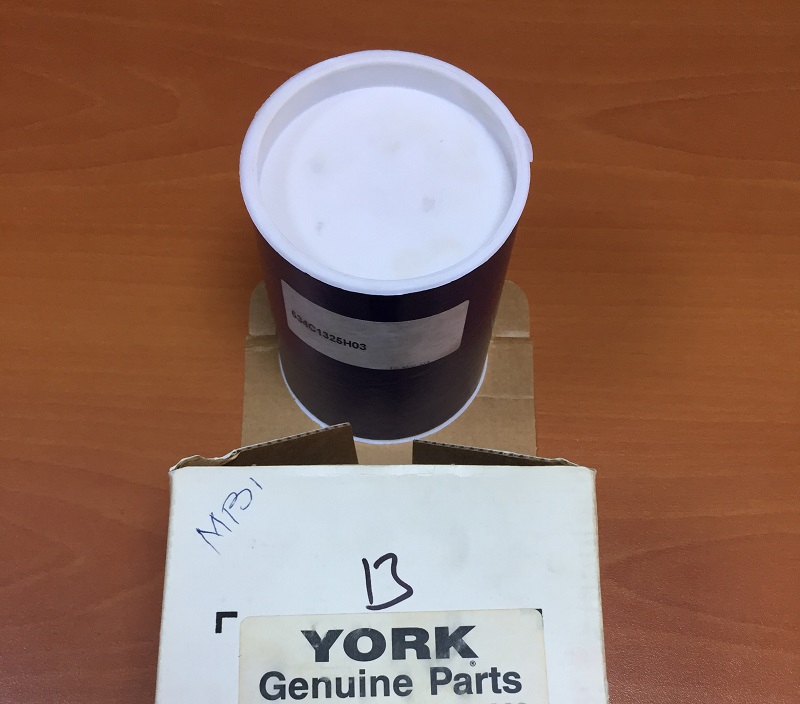 634C1325H03
MB1
13
YORK®
Genuine Parts